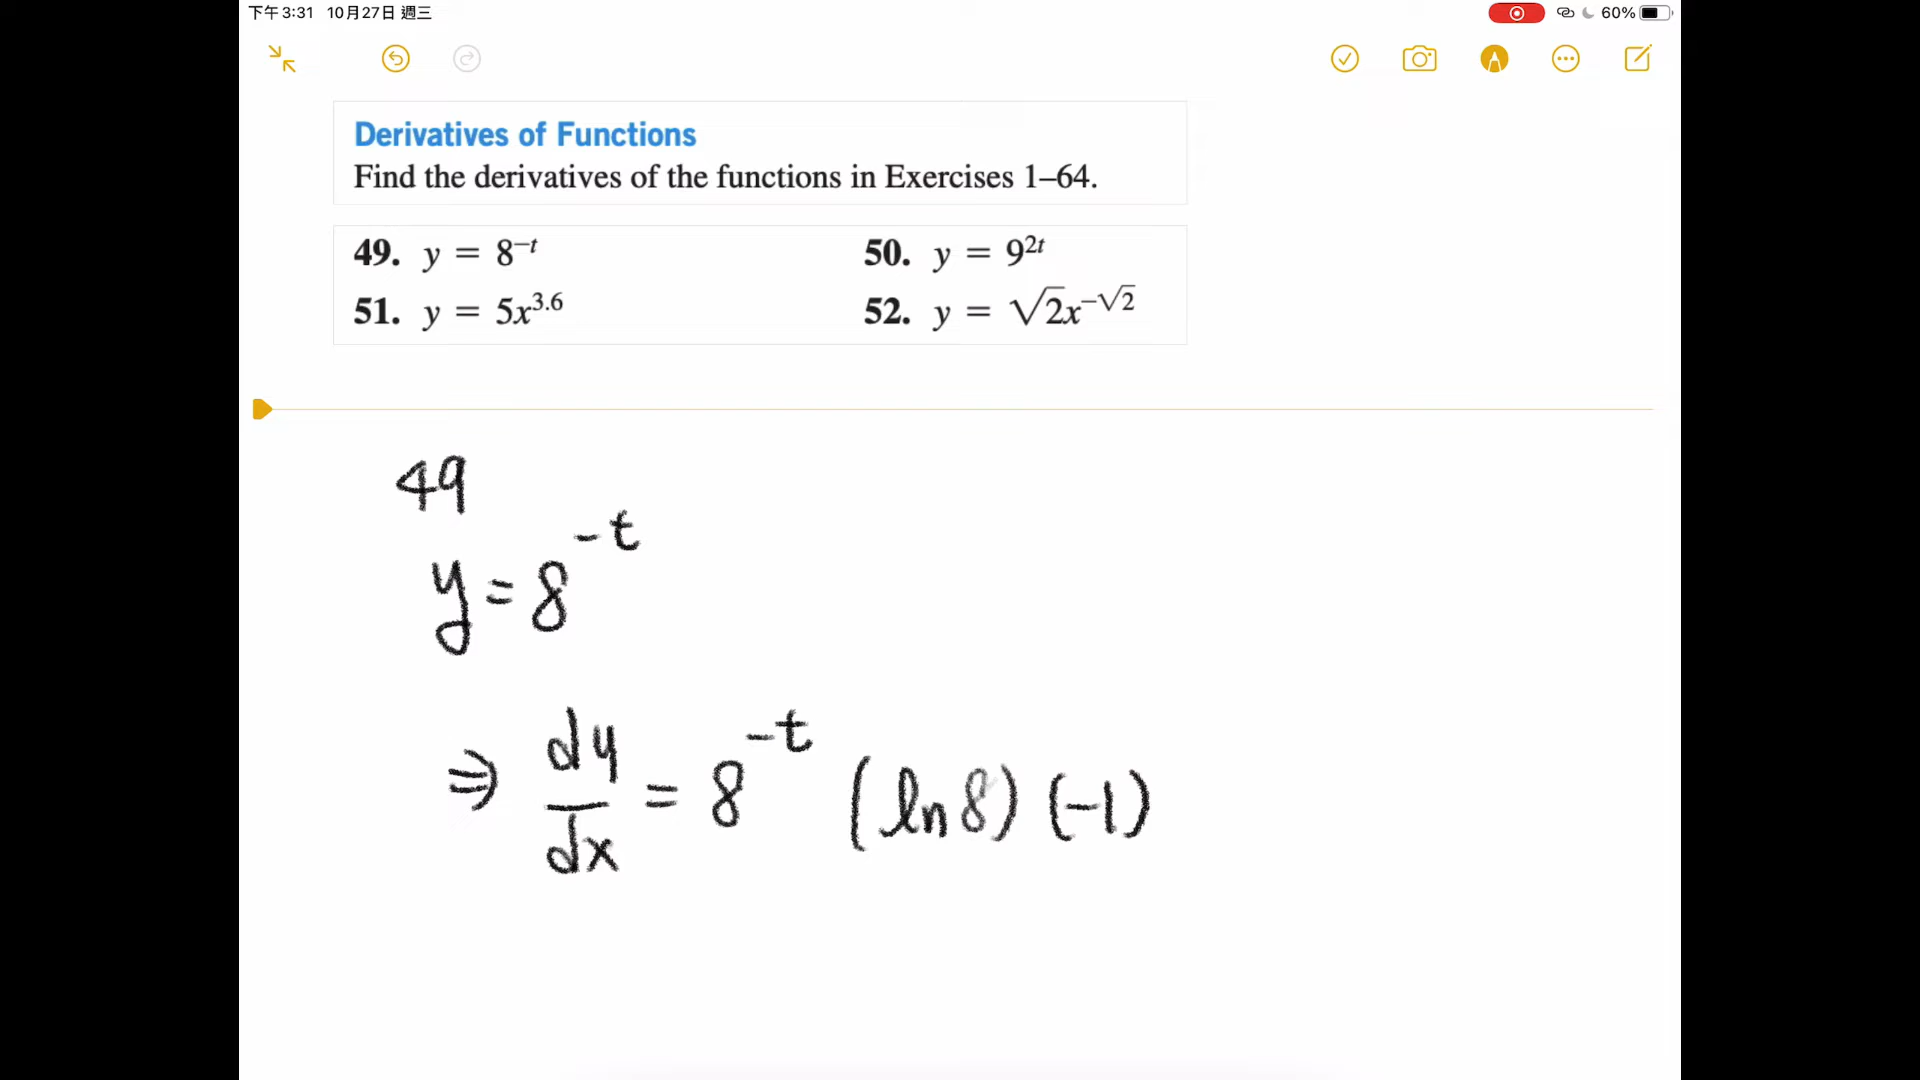 下午3:31 10月27日 週三 60%
Derivatives of Functions
Find the derivatives of the functions in Exercises 1–64.
49. y = 8^{-t} 50. y = 9^{2t}
51. y = 5x^{3.6} 52. y = √2x^{-√2}
49
y = 8^{-t}
⇒ dy/dx = 8^{-t} (ln 8) (-1)